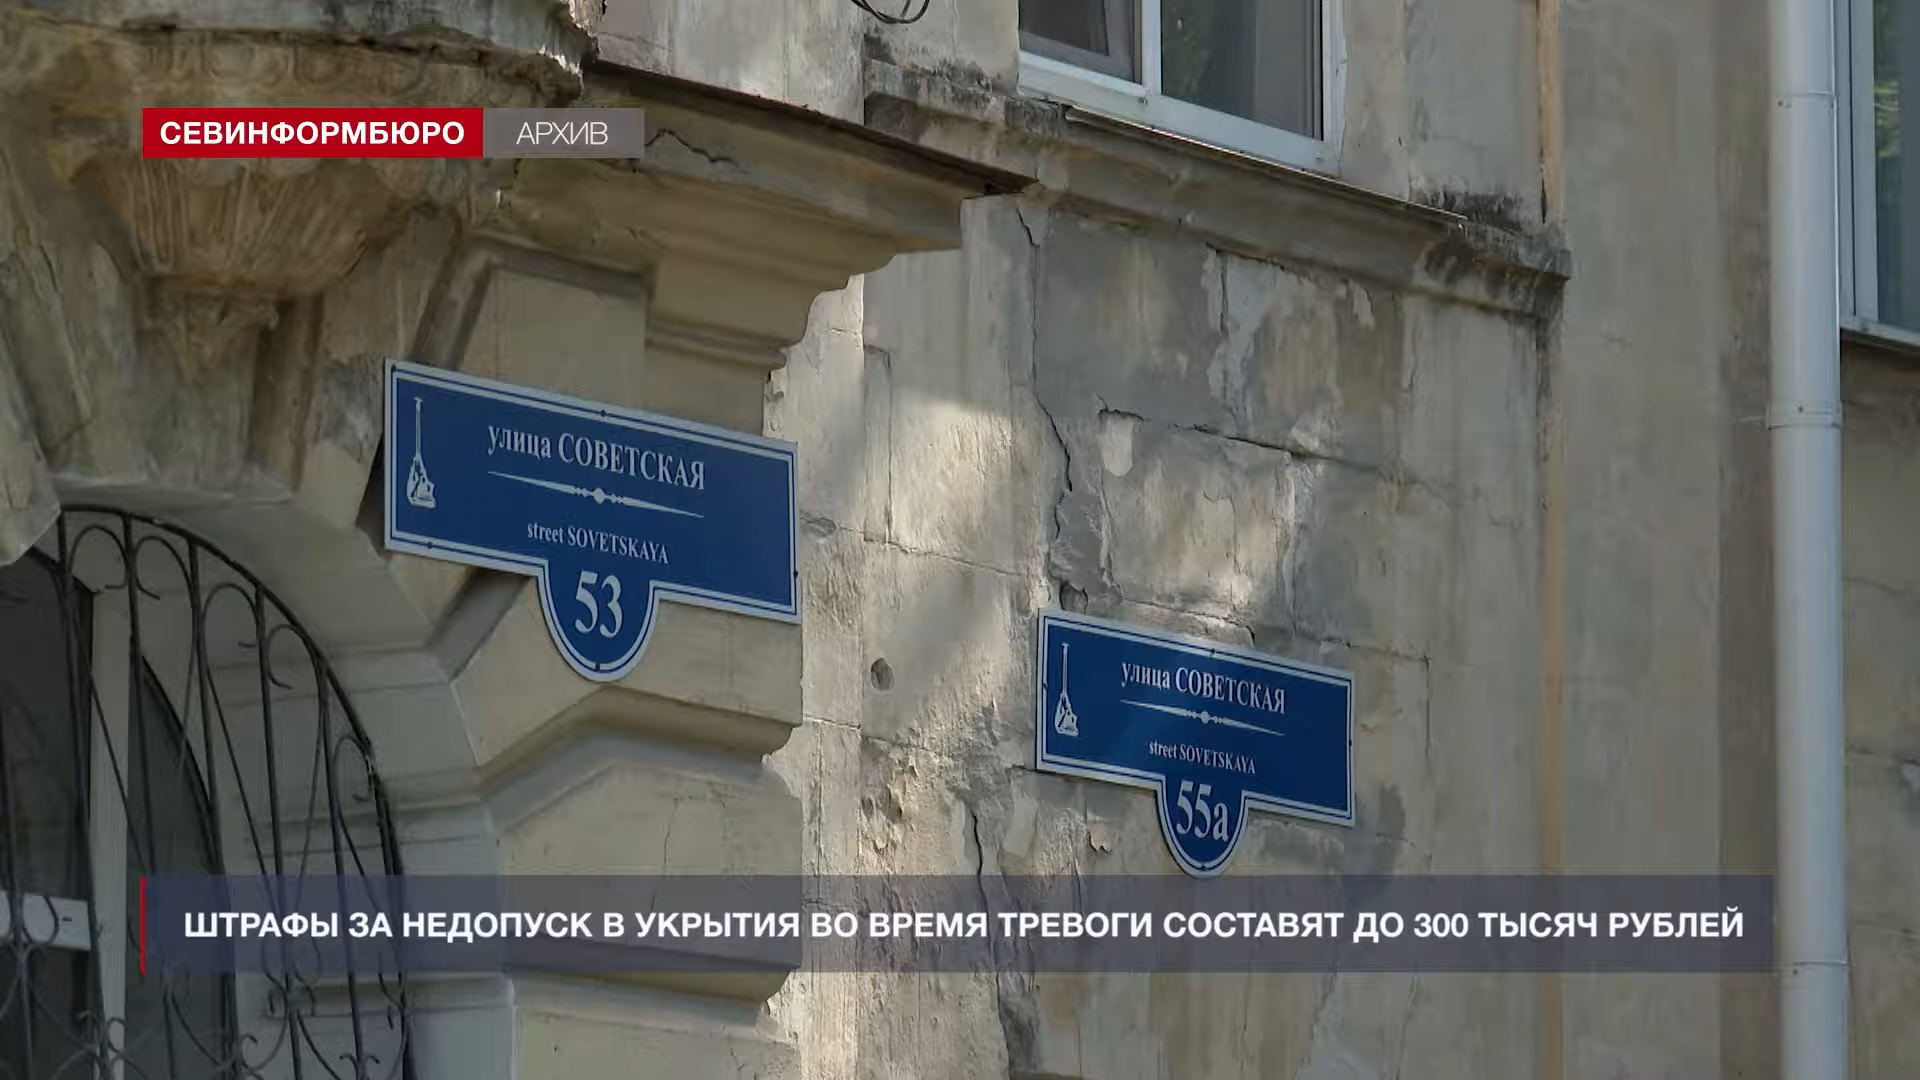 СЕВИНФОРМБЮРО АРХИВ
улица СОВЕТСКАЯ
street SOVETSKAYA
53
улица СОВЕТСКАЯ
street SOVETSKAYA
55а
ШТРАФЫ ЗА НЕДОПУСК В УКРЫТИЯ ВО ВРЕМЯ ТРЕВОГИ СОСТАВЯТ ДО 300 ТЫСЯЧ РУБЛЕЙ